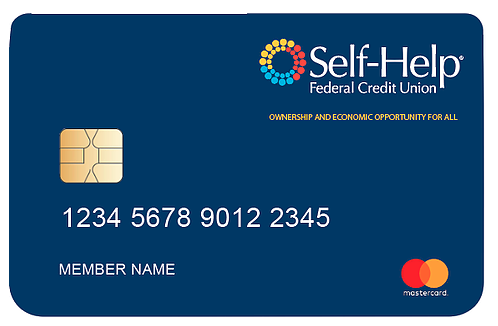 Self-Help®
Federal Credit Union
OWNERSHIP AND ECONOMIC OPPORTUNITY FOR ALL
1234 5678 9012 2345
MEMBER NAME
mastercard.